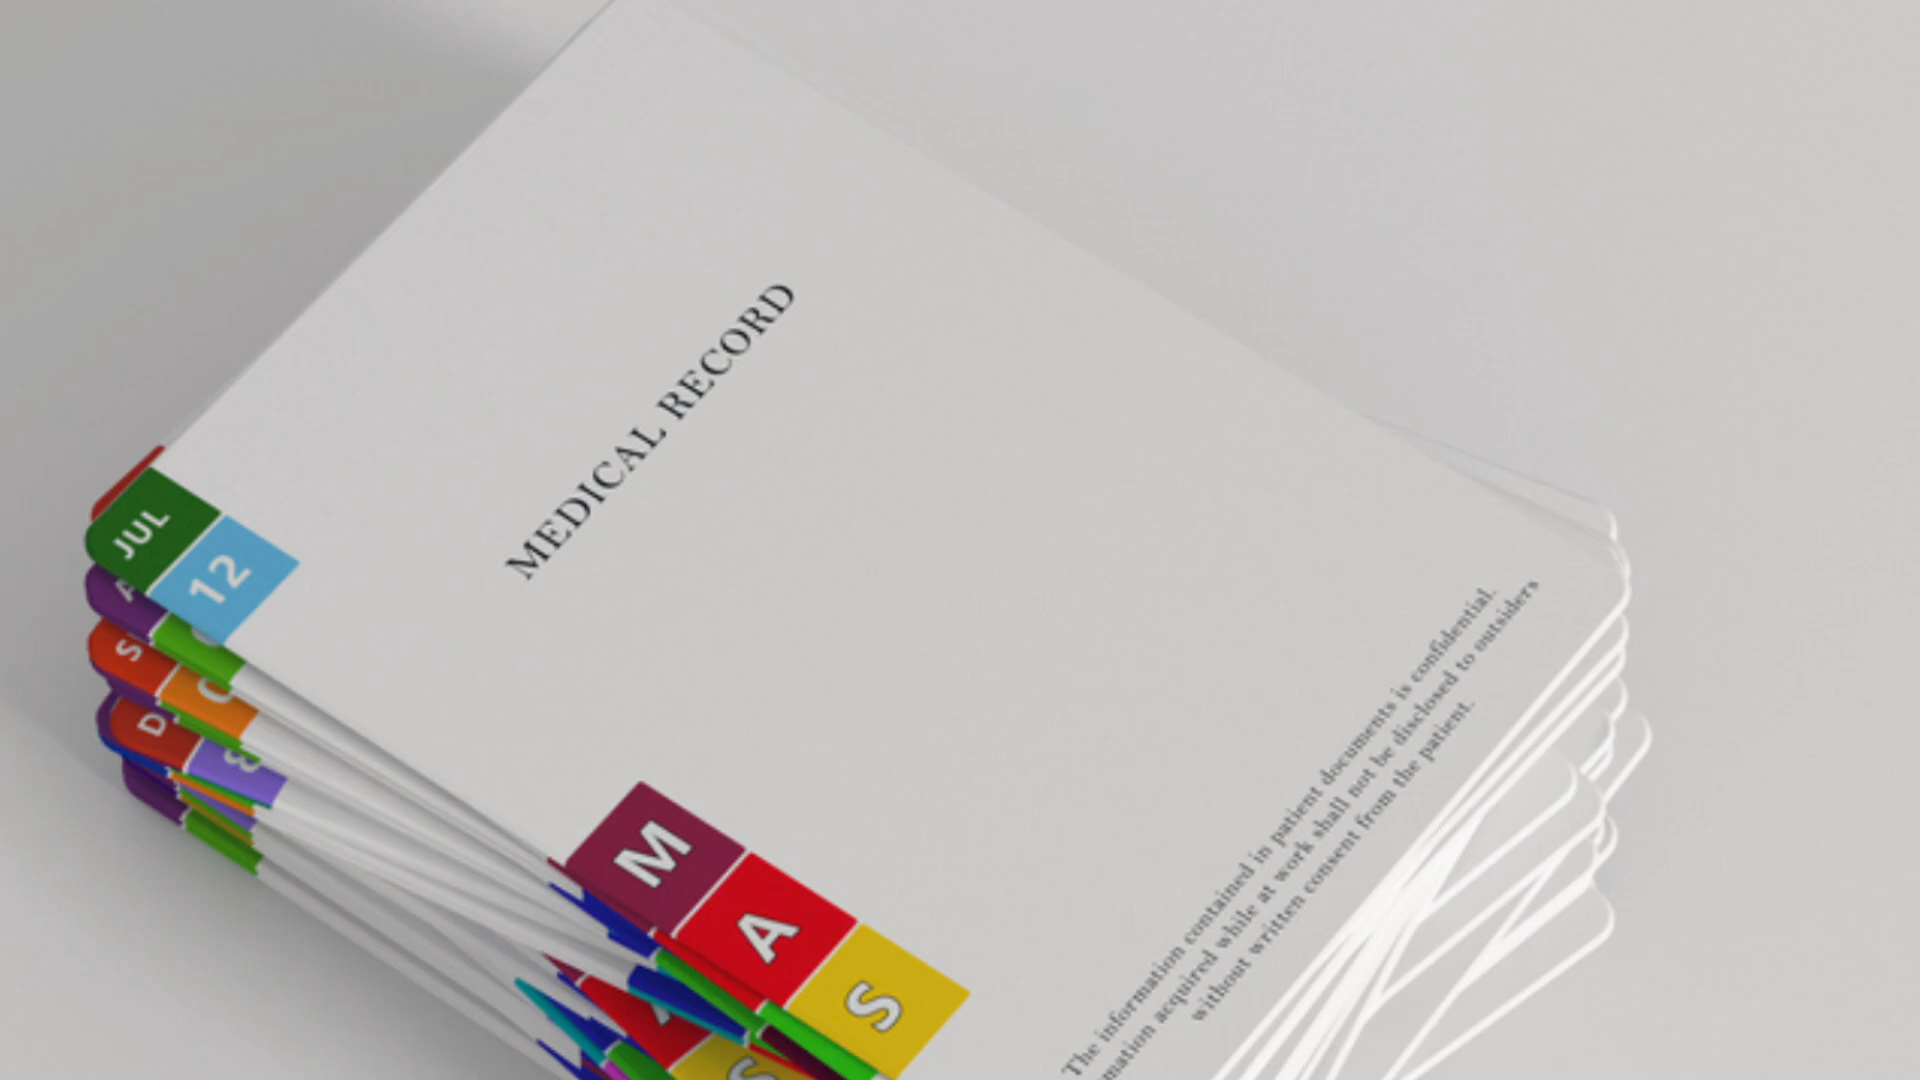 MEDICAL RECORD
JUL
12
M
A
S
The information contained in patient documents is confidential.
mation acquired while at work shall not be disclosed to outsiders
without written consent from the patient.
S
D
8
S